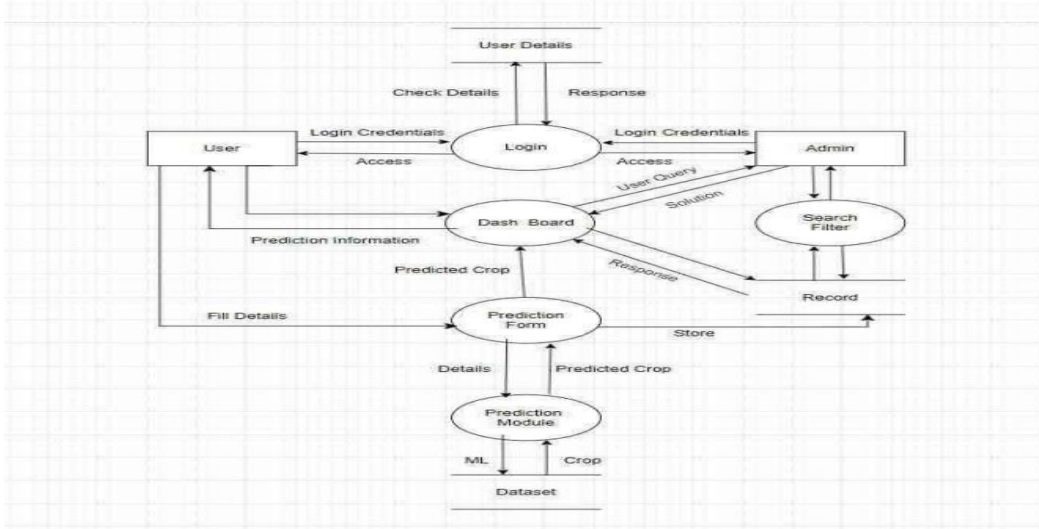 User Details
Check Details
Response
Login Credentials
Login Credentials
User
Login
Admin
Access
Access
User Query
Solution
Dash Board
Search
Filter
Prediction Information
Predicted Crop
Response
Record
Fill Details
Prediction
Form
Store
Details
Predicted Crop
Prediction
Module
ML
Crop
Dataset